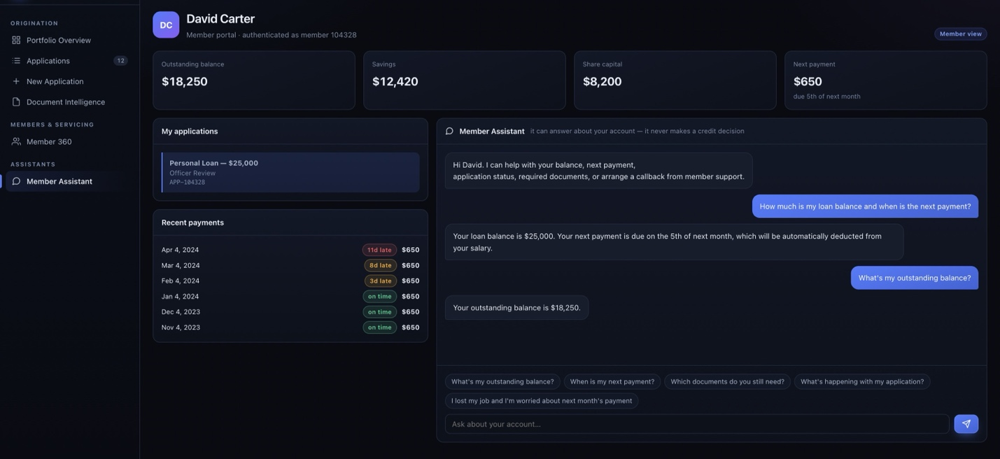 ORIGINATION
Portfolio Overview
Applications 12
New Application
Document Intelligence
MEMBERS & SERVICING
Member 360
ASSISTANTS
Member Assistant
DC
David Carter
Member portal · authenticated as member 104328
Member view
Outstanding balance
$18,250
Savings
$12,420
Share capital
$8,200
Next payment
$650
due 5th of next month
My applications
Personal Loan — $25,000
Officer Review
APP-104328
Recent payments
Apr 4, 2024 11d late $650
Mar 4, 2024 8d late $650
Feb 4, 2024 3d late $650
Jan 4, 2024 on time $650
Dec 4, 2023 on time $650
Nov 4, 2023 on time $650
Member Assistant it can answer about your account — it never makes a credit decision
Hi David. I can help with your balance, next payment,
application status, required documents, or arrange a callback from member support.
How much is my loan balance and when is the next payment?
Your loan balance is $25,000. Your next payment is due on the 5th of next month, which will be automatically deducted from
your salary.
What's my outstanding balance?
Your outstanding balance is $18,250.
What's my outstanding balance? When is my next payment? Which documents do you still need? What's happening with my application?
I lost my job and I'm worried about next month's payment
Ask about your account...